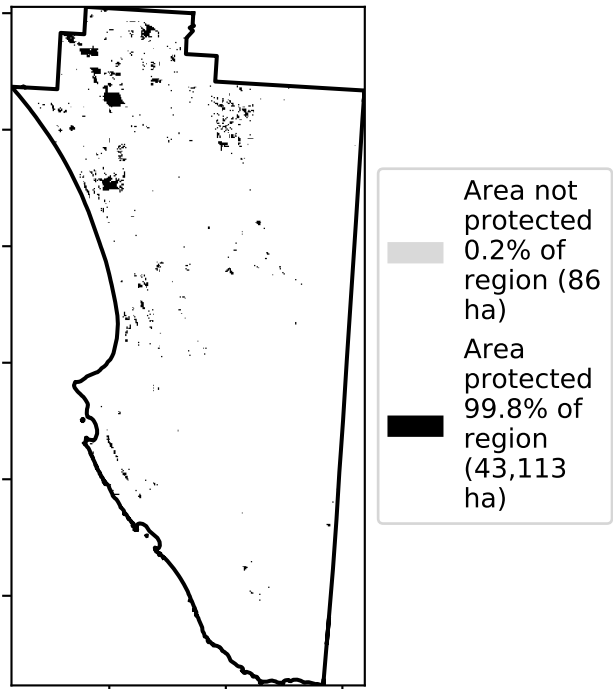 Area not
protected
0.2% of
region (86
ha)
Area
protected
99.8% of
region
(43,113
ha)